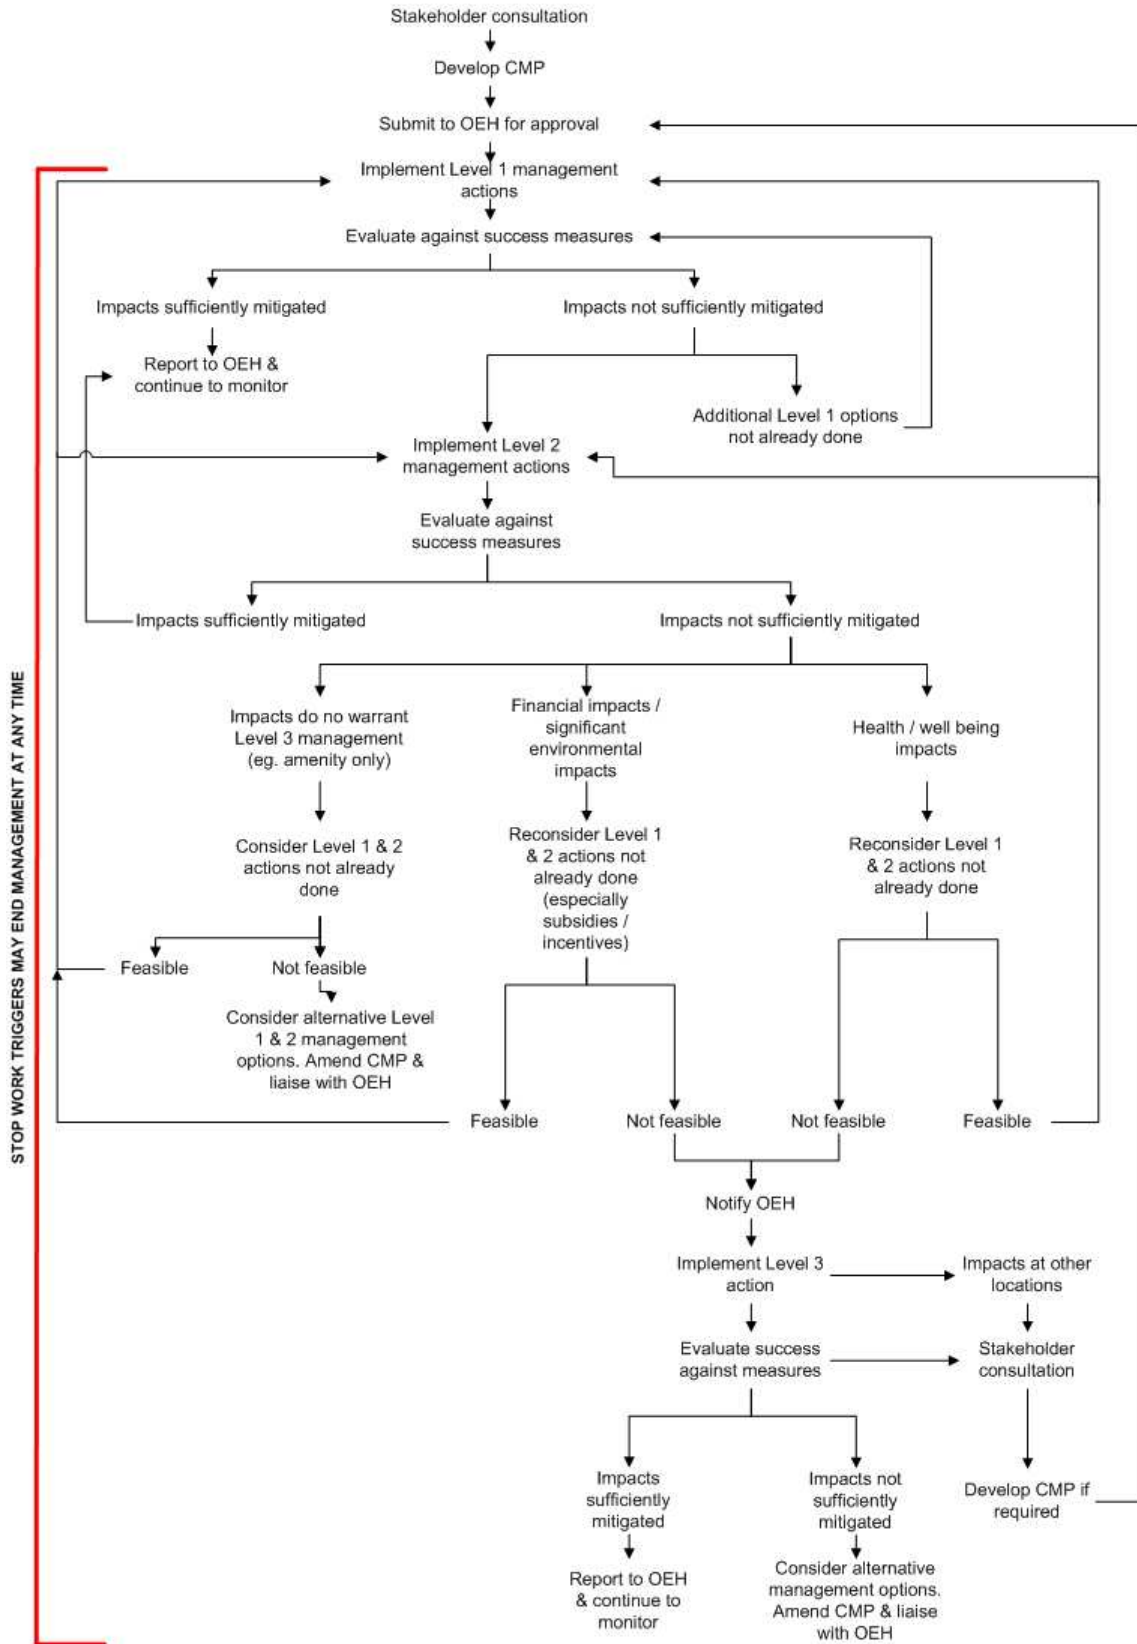 Stakeholder consultation
Develop CMP
Submit to OEH for approval
Implement Level 1 management
actions
Evaluate against success measures
Impacts sufficiently mitigated
Impacts not sufficiently mitigated
Report to OEH &
continue to monitor
Additional Level 1 options
not already done
Implement Level 2
management actions
Evaluate against
success measures
Impacts sufficiently mitigated
Impacts not sufficiently mitigated
Impacts do no warrant
Level 3 management
(eg. amenity only)
Financial impacts /
significant
environmental
impacts
Health / well being
impacts
Consider Level 1 & 2
actions not already
done
Reconsider Level 1
& 2 actions not
already done
(especially
subsidies /
incentives)
Reconsider Level 1
& 2 actions not
already done
Feasible
Not feasible
Consider alternative Level
1 & 2 management
options. Amend CMP &
liaise with OEH
Feasible
Not feasible
Not feasible
Feasible
Notify OEH
Implement Level 3
action
Impacts at other
locations
Evaluate success
against measures
Stakeholder
consultation
Impacts
sufficiently
mitigated
Impacts not
sufficiently
mitigated
Develop CMP if
required
Report to OEH
& continue to
monitor
Consider alternative
management options.
Amend CMP & liaise
with OEH
STOP WORK TRIGGERS MAY END MANAGEMENT AT ANY TIME